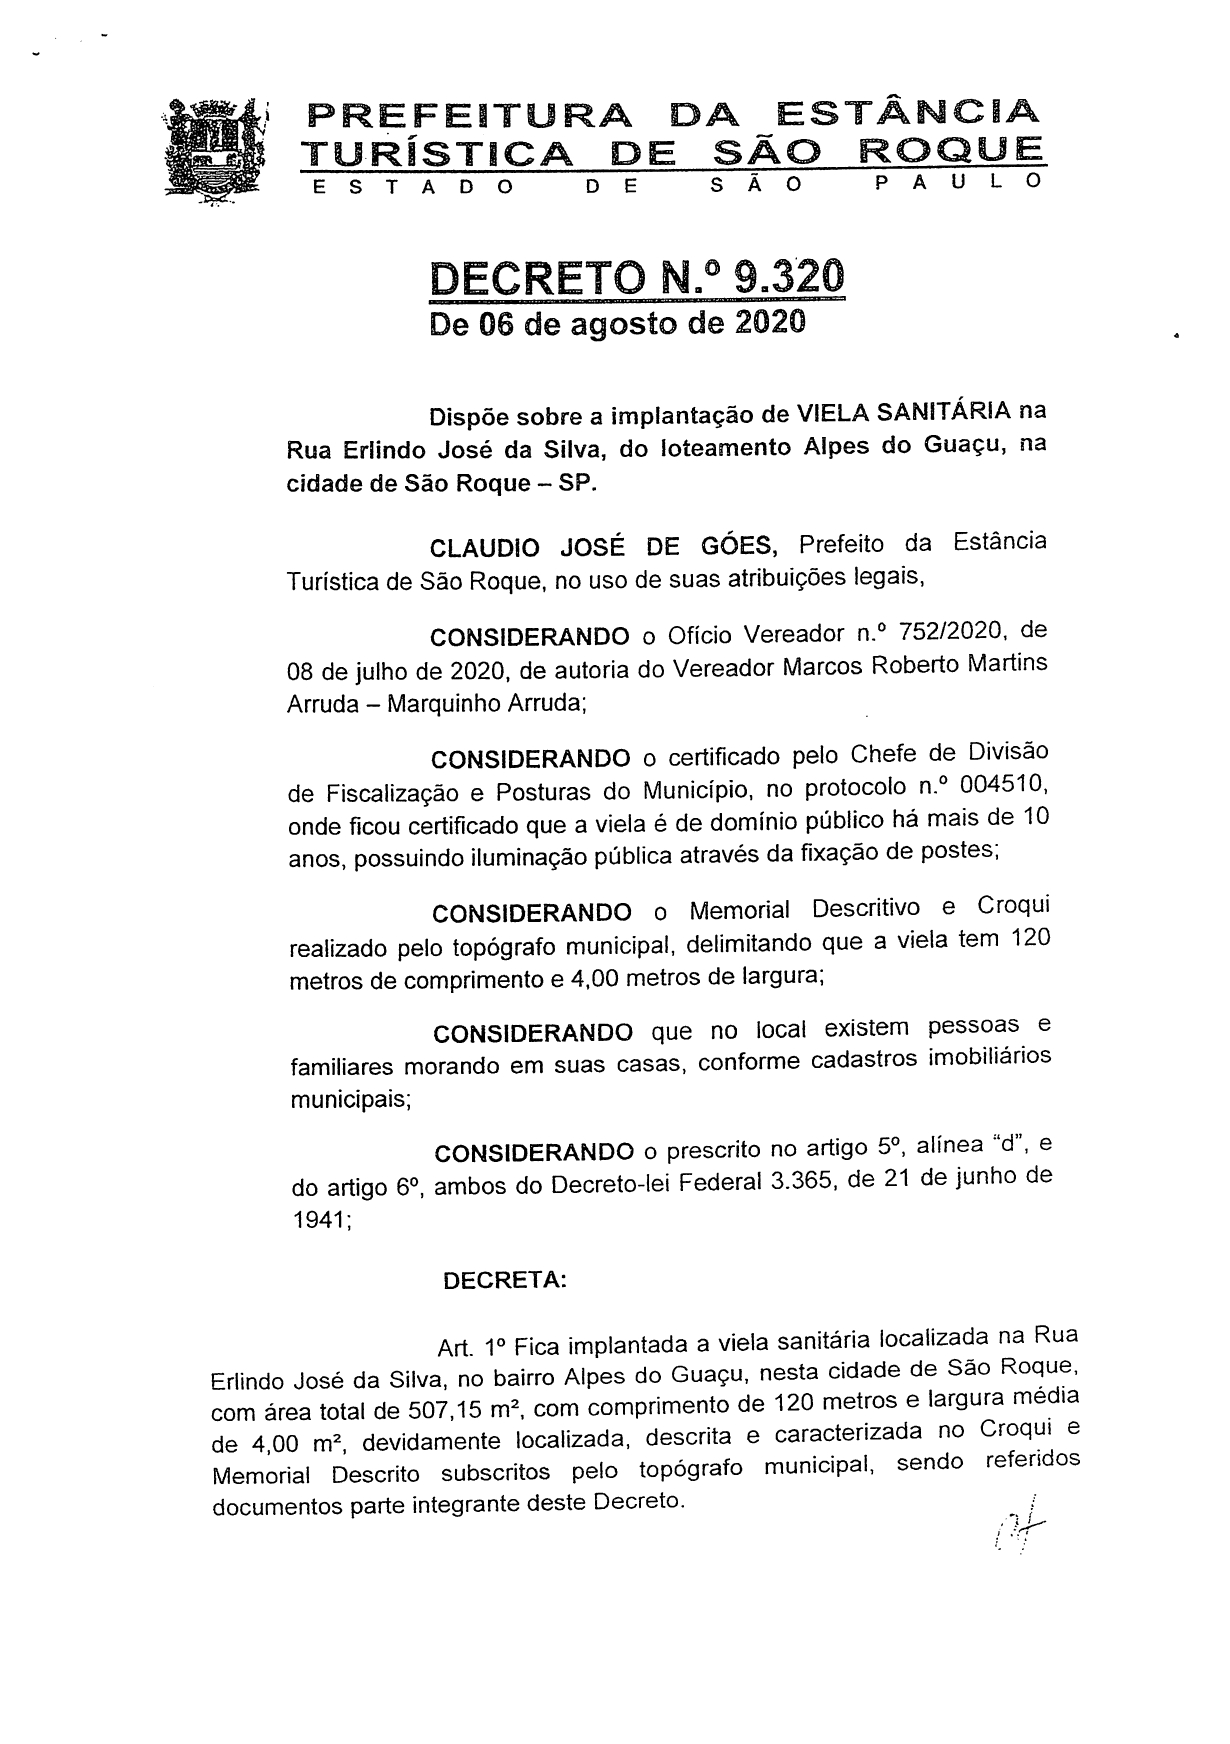 PREFEITURA DA ESTÂNCIA
TURÍSTICA DE SÃO ROQUE
ESTADO DE SÃO PAULO
DECRETO N.º 9.320
De 06 de agosto de 2020
Dispõe sobre a implantação de VIELA SANITÁRIA na
Rua Erlindo José da Silva, do loteamento Alpes do Guaçu, na
cidade de São Roque – SP.
CLAUDIO JOSÉ DE GÓES, Prefeito da Estância
Turística de São Roque, no uso de suas atribuições legais,
CONSIDERANDO o Ofício Vereador n.º 752/2020, de
08 de julho de 2020, de autoria do Vereador Marcos Roberto Martins
Arruda – Marquinho Arruda;
CONSIDERANDO o certificado pelo Chefe de Divisão
de Fiscalização e Posturas do Município, no protocolo n.º 004510,
onde ficou certificado que a viela é de domínio público há mais de 10
anos, possuindo iluminação pública através da fixação de postes;
CONSIDERANDO o Memorial Descritivo e Croqui
realizado pelo topógrafo municipal, delimitando que a viela tem 120
metros de comprimento e 4,00 metros de largura;
CONSIDERANDO que no local existem pessoas e
familiares morando em suas casas, conforme cadastros imobiliários
municipais;
CONSIDERANDO o prescrito no artigo 5º, alínea “d”, e
do artigo 6º, ambos do Decreto-lei Federal 3.365, de 21 de junho de
1941;
DECRETA:
Art. 1º Fica implantada a viela sanitária localizada na Rua
Erlindo José da Silva, no bairro Alpes do Guaçu, nesta cidade de São Roque,
com área total de 507,15 m², com comprimento de 120 metros e largura média
de 4,00 m², devidamente localizada, descrita e caracterizada no Croqui e
Memorial Descrito subscritos pelo topógrafo municipal, sendo referidos
documentos parte integrante deste Decreto.